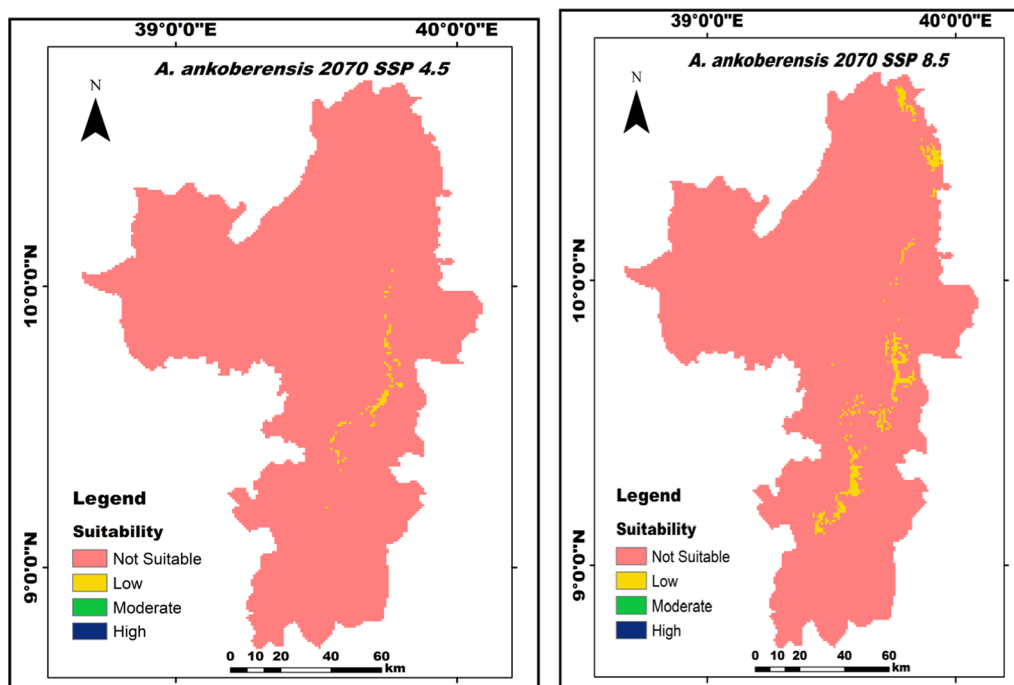 39°0'0"E 40°0'0"E
A. ankoberensis 2070 SSP 4.5
N
10°0'0"N
9°0'0"N
Legend
Suitability
Not Suitable
Low
Moderate
High
0 10 20 40 60
km
39°0'0"E 40°0'0"E
A. ankoberensis 2070 SSP 8.5
N
10°0'0"N
9°0'0"N
Legend
Suitability
Not Suitable
Low
Moderate
High
0 10 20 40 60
km